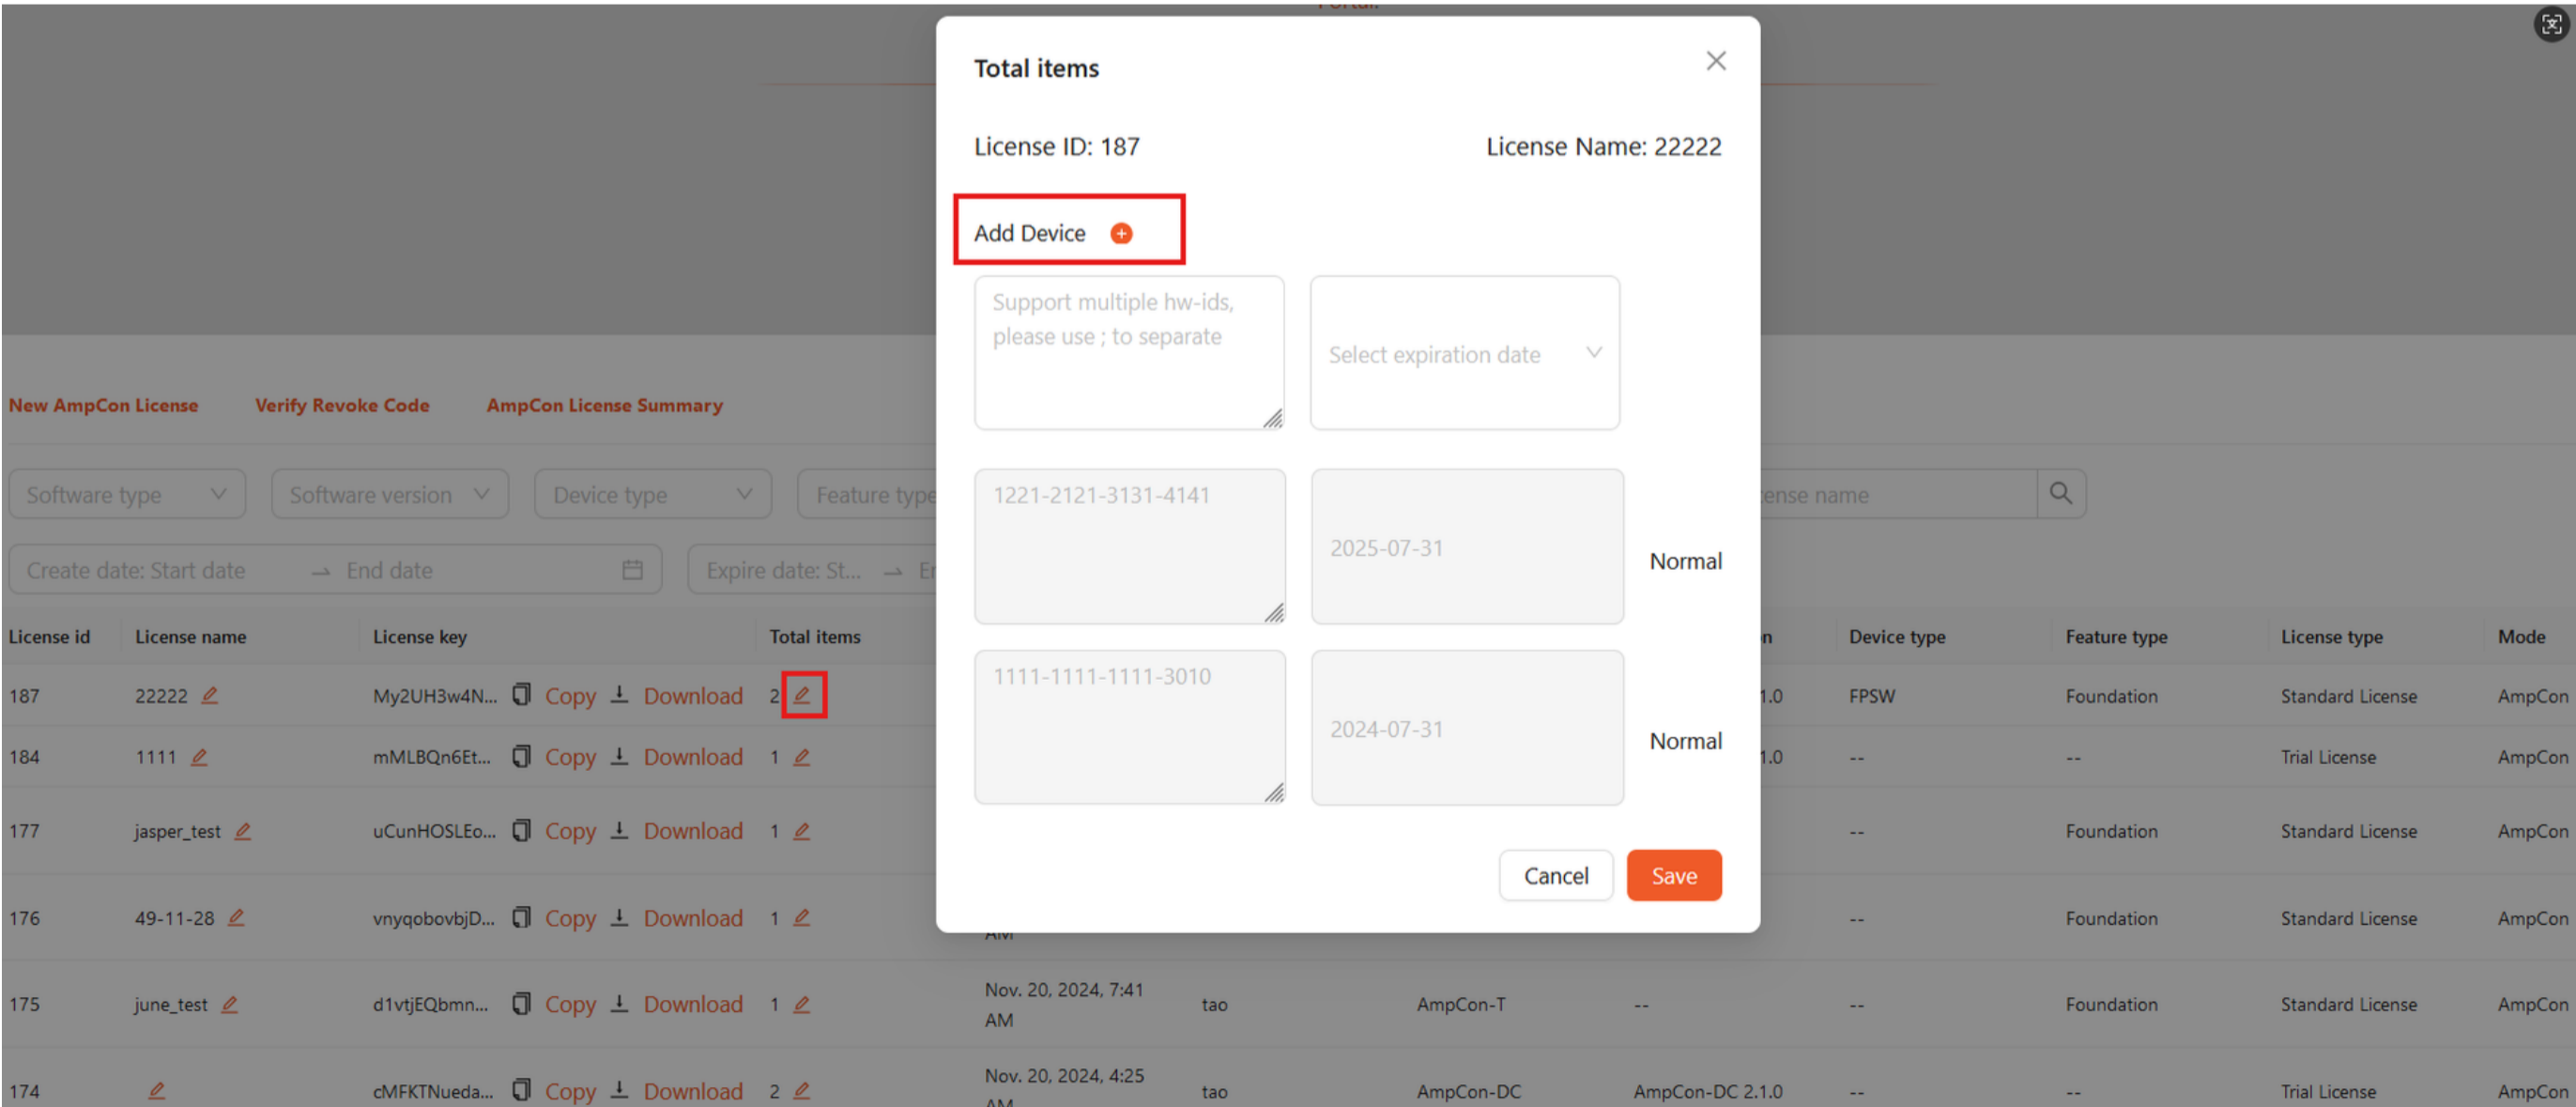 Total items
License ID: 187
License Name: 22222
Add Device
Support multiple hw-ids,
please use ; to separate
Select expiration date
1221-2121-3131-4141
2025-07-31
Normal
1111-1111-1111-3010
2024-07-31
Normal
Cancel
Save
New AmpCon License Verify Revoke Code AmpCon License Summary
Software type Software version Device type Feature type name
Create date: Start date → End date Expire date: St... →
License id License name License key Total items Device type Feature type License type Mode
187 22222 My2UH3w4N... Copy Download 2 1.0 FPSW Foundation Standard License AmpCon
184 1111 mMLBQn6Et... Copy Download 1 1.0 -- -- Trial License AmpCon
177 jasper_test uCunHOSLEo... Copy Download 1 -- Foundation Standard License AmpCon
176 49-11-28 vnyqobovbjD... Copy Download 1 -- Foundation Standard License AmpCon
AM
Nov. 20, 2024, 7:41
175 june_test d1vtjEQbmn... Copy Download 1 tao AmpCon-T -- -- Foundation Standard License AmpCon
AM
Nov. 20, 2024, 4:25
174 cMFKTNueda... Copy Download 2 tao AmpCon-DC AmpCon-DC 2.1.0 -- -- Trial License AmpCon
AM